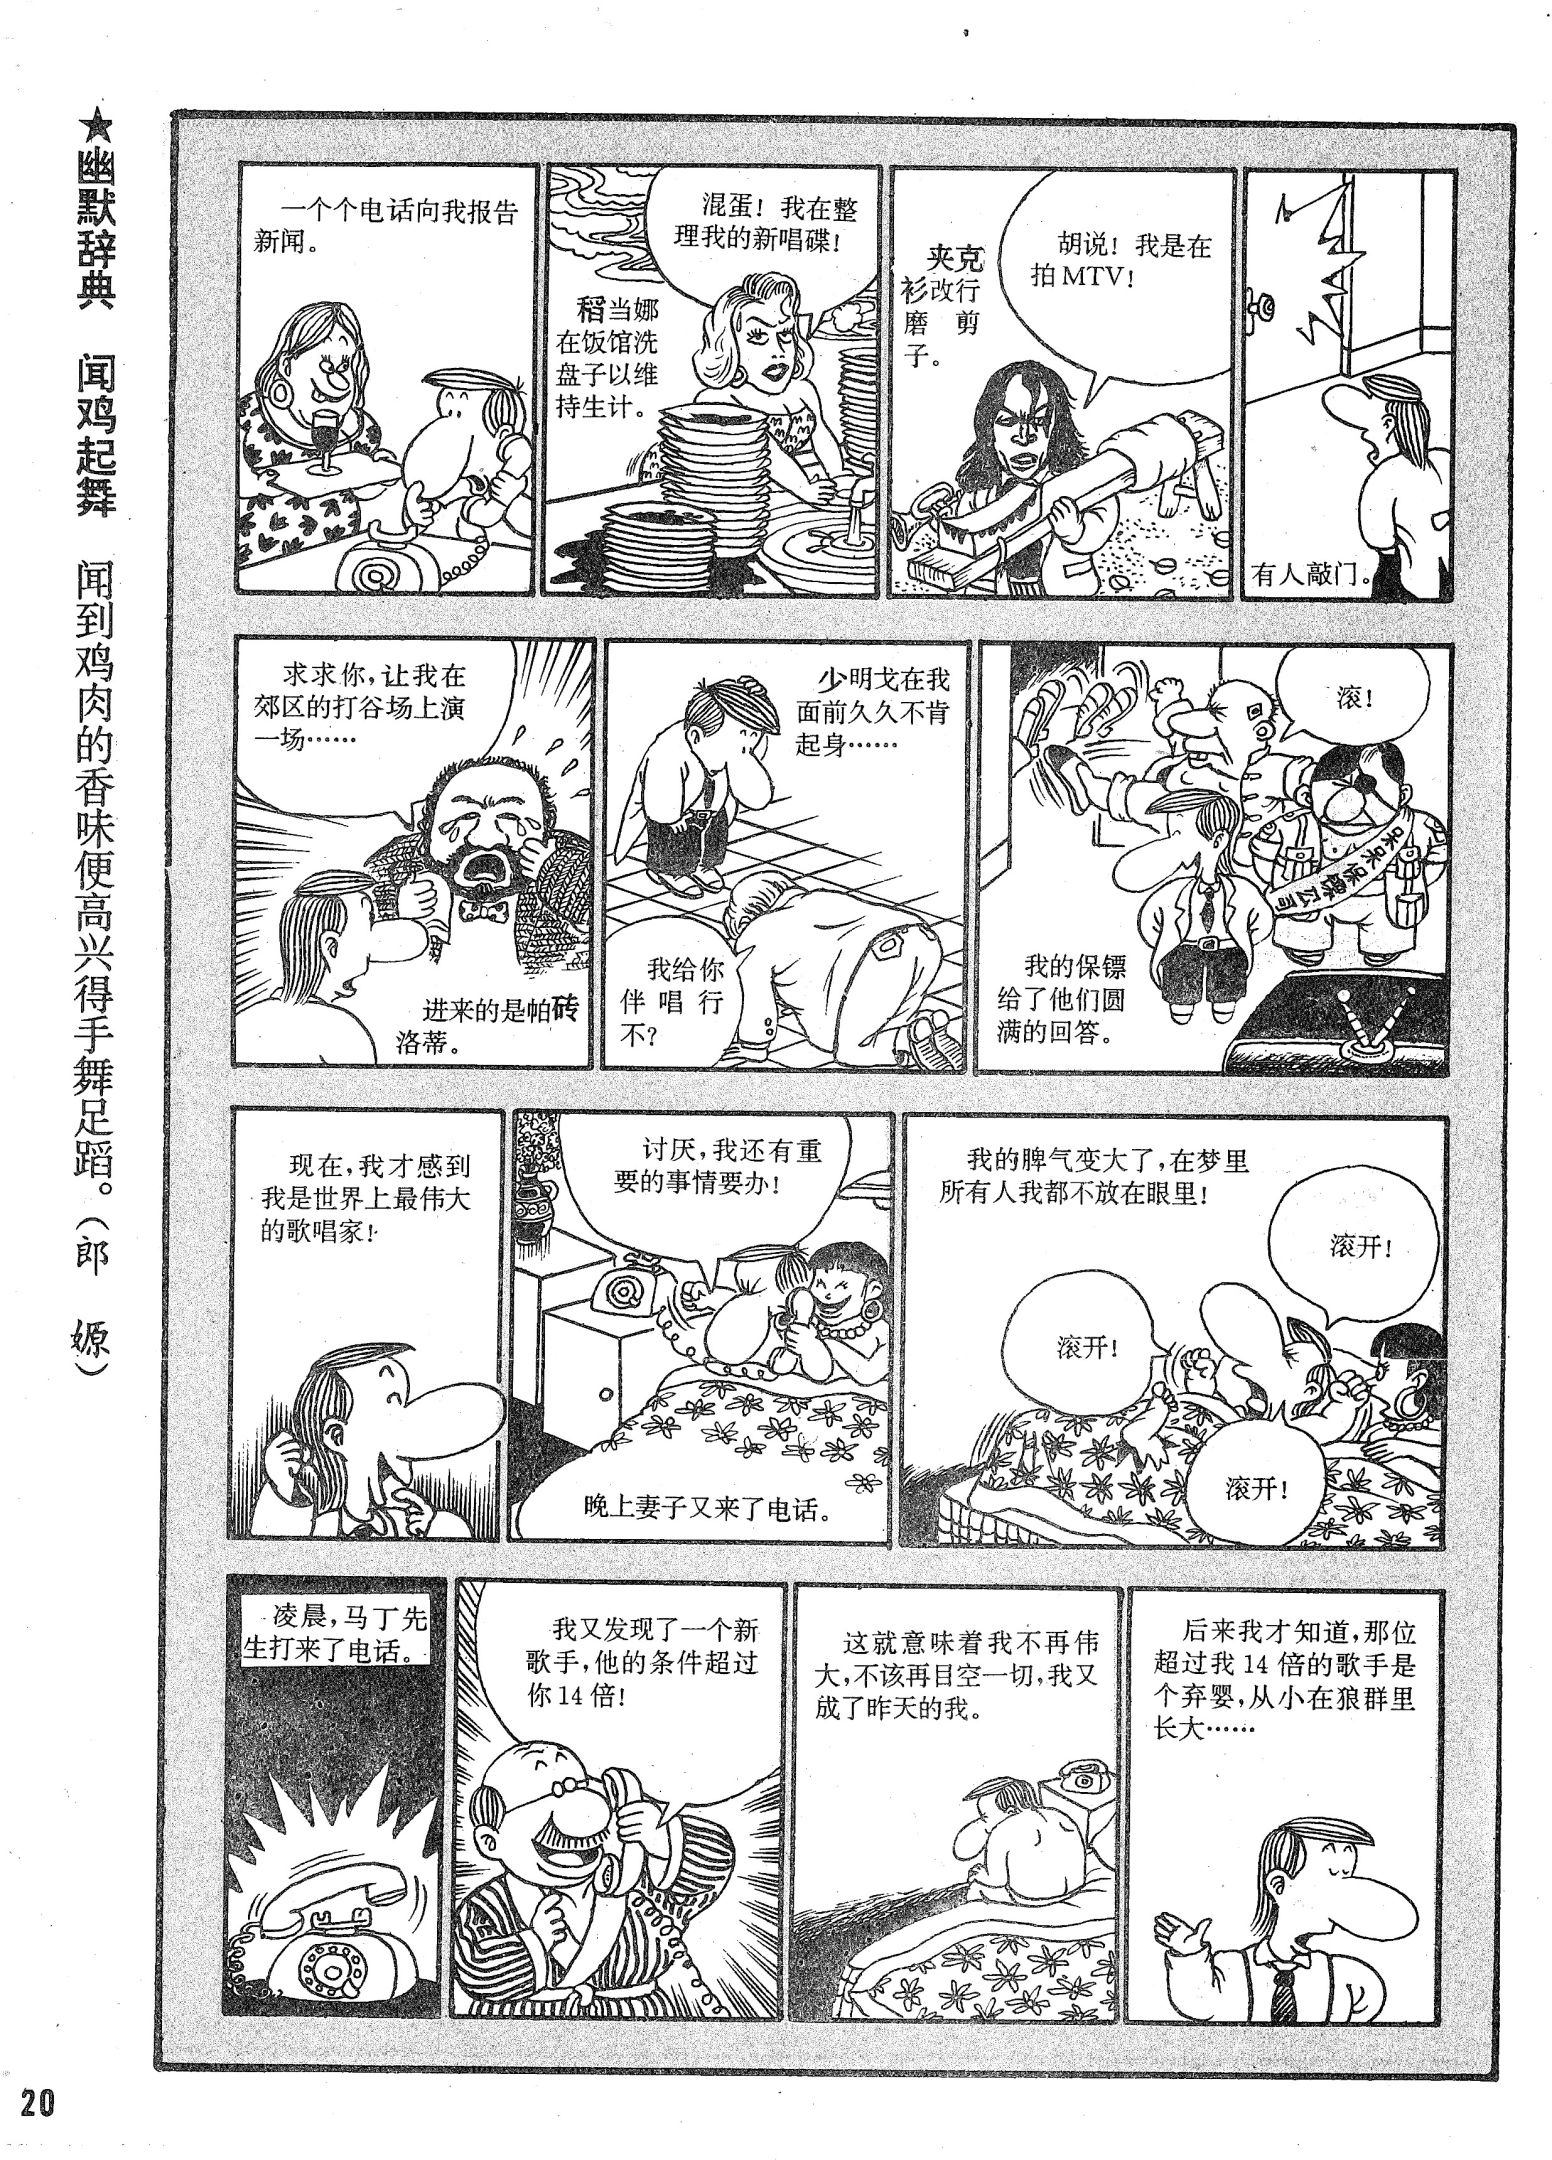 ★幽默辞典 闻鸡起舞 闻到鸡肉的香味便高兴得手舞足蹈。（郎 嫄）
一个个电话向我报告
新闻。
混蛋！我在整
理我的新唱碟！
稻当娜
在饭馆洗
盘子以维
持生计。
夹克
衫改行
磨剪
子。
胡说！我是在
拍MTV！
有人敲门。
求求你，让我在
郊区的打谷场上演
一场……
进来的是帕砖
洛蒂。
少明戈在我
面前久久不肯
起身……
我给你
伴唱行
不？
滚！
呆呆保镖公司
我的保镖
给了他们圆
满的回答。
现在，我才感到
我是世界上最伟大
的歌唱家！
讨厌，我还有重
要的事情要办！
晚上妻子又来了电话。
我的脾气变大了，在梦里
所有人我都不放在眼里！
滚开！
滚开！
滚开！
凌晨，马丁先
生打来了电话。
我又发现了一个新
歌手，他的条件超过
你14倍！
这就意味着我不再伟
大，不该再目空一切，我又
成了昨天的我。
后来我才知道，那位
超过我14倍的歌手是
个弃婴，从小在狼群里
长大……
20